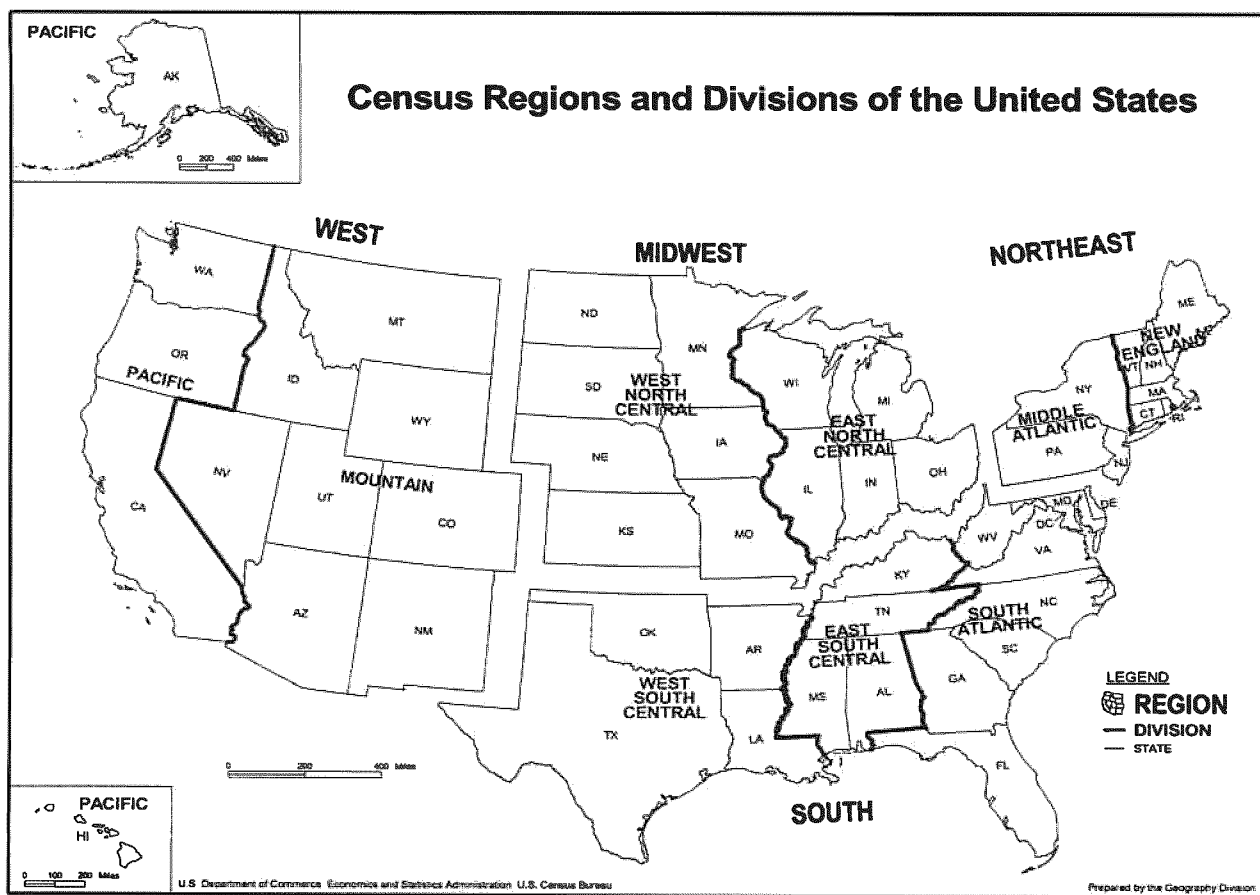 PACIFIC
AK
0 200 400 Miles
Census Regions and Divisions of the United States
WEST
MIDWEST
NORTHEAST
WA
MT
ND
MN
ME
OR
PACIFIC
ID
SD
WI
MI
NY
NEW
ENGLAND
VT NH
MA
CT
RI
WY
WEST
NORTH
CENTRAL
IA
EAST
NORTH
CENTRAL
MIDDLE
ATLANTIC
PA
NJ
NV
MOUNTAIN
UT
CO
NE
IL
IN
OH
MD
DE
DC
CA
KS
MO
WV
VA
KY
AZ
NM
OK
AR
TN
NC
SOUTH
ATLANTIC
SC
EAST
SOUTH
CENTRAL
WEST
SOUTH
CENTRAL
TX
LA
MS
AL
GA
FL
LEGEND
REGION
DIVISION
STATE
0 200 400 Miles
SOUTH
PACIFIC
HI
0 100 200 Miles
U.S. Department of Commerce Economics and Statistics Administration U.S. Census Bureau
Prepared by the Geography Division